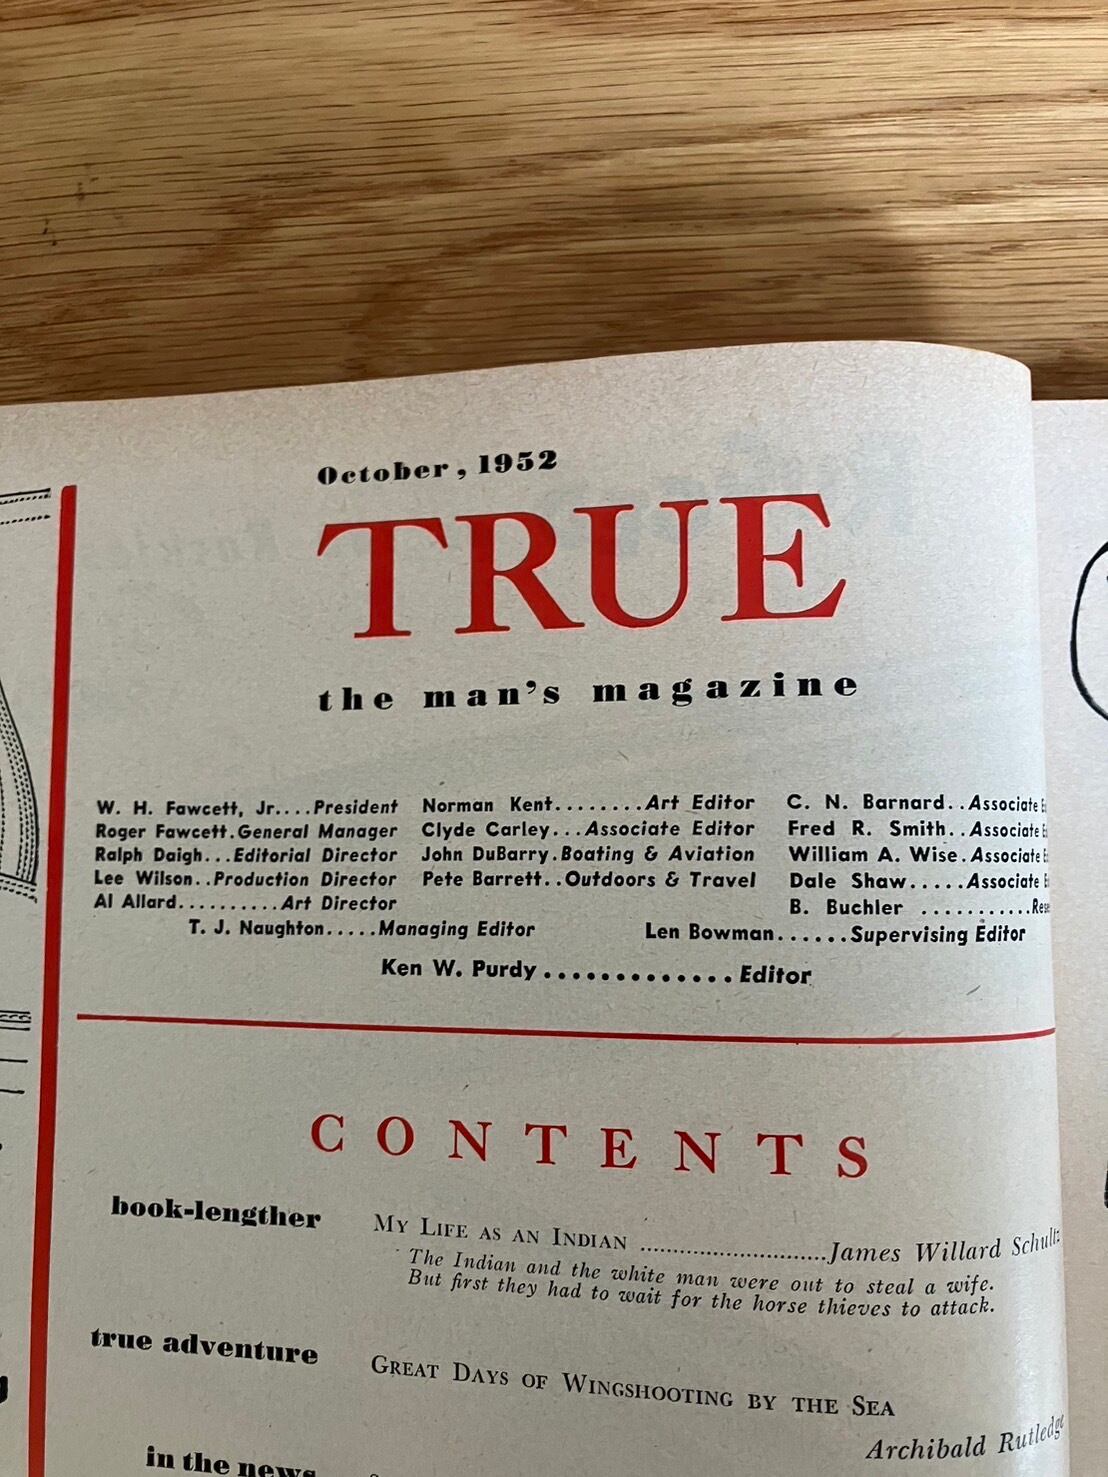 October, 1952
TRUE
the man's magazine
W. H. Fawcett, Jr....President Norman Kent........Art Editor C. N. Barnard..Associate
Roger Fawcett.General Manager Clyde Carley...Associate Editor Fred R. Smith..Associate
Ralph Daigh...Editorial Director John DuBarry.Boating & Aviation William A. Wise.Associate
Lee Wilson..Production Director Pete Barrett..Outdoors & Travel Dale Shaw.....Associate
Al Allard..........Art Director B. Buchler ...........
T. J. Naughton.....Managing Editor Len Bowman......Supervising Editor
Ken W. Purdy.............Editor
CONTENTS
book-lengther My Life as an Indian ............................James Willard Schultz
The Indian and the white man were out to steal a wife.
But first they had to wait for the horse thieves to attack.
true adventure Great Days of Wingshooting by the Sea
Archibald Rutledge
in the news